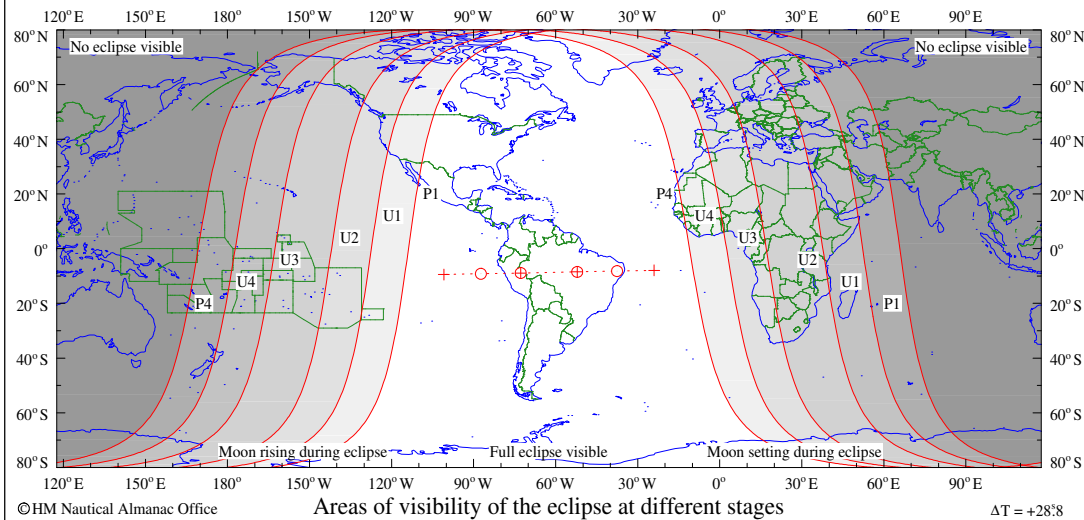 80° N
No eclipse visible
No eclipse visible
80° N
60° N
60° N
40° N
40° N
20° N
P1
P4
20° N
U1
U4
U2
U3
0°
U3
U2
0°
U4
U1
20° S
P4
P1
20° S
40° S
40° S
60° S
60° S
Moon rising during eclipse
Full eclipse visible
Moon setting during eclipse
80° S
80° S
120° E
150° E
180°
150° W
120° W
90° W
60° W
30° W
0°
30° E
60° E
90° E
120° E
150° E
180°
150° W
120° W
90° W
60° W
30° W
0°
30° E
60° E
90° E
©HM Nautical Almanac Office
Areas of visibility of the eclipse at different stages
ΔT = +28ˢ.8